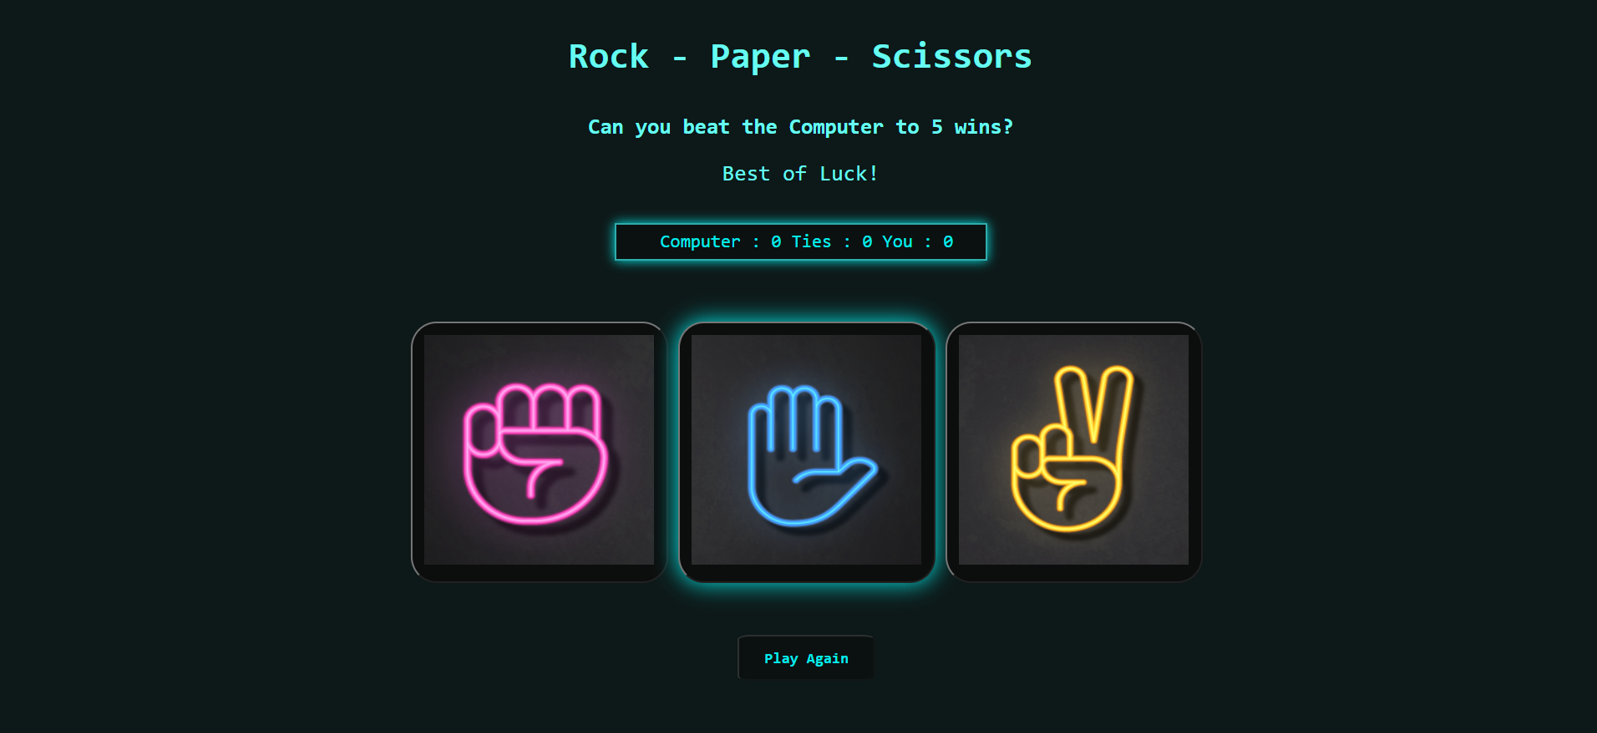 Rock - Paper - Scissors
Can you beat the Computer to 5 wins?
Best of Luck!
Computer : 0 Ties : 0 You : 0
Play Again